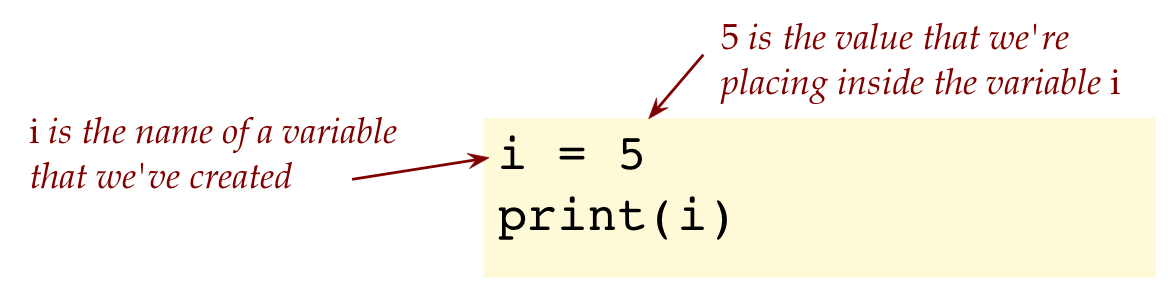 5 is the value that we're
placing inside the variable i
i is the name of a variable
that we've created
i = 5
print(i)